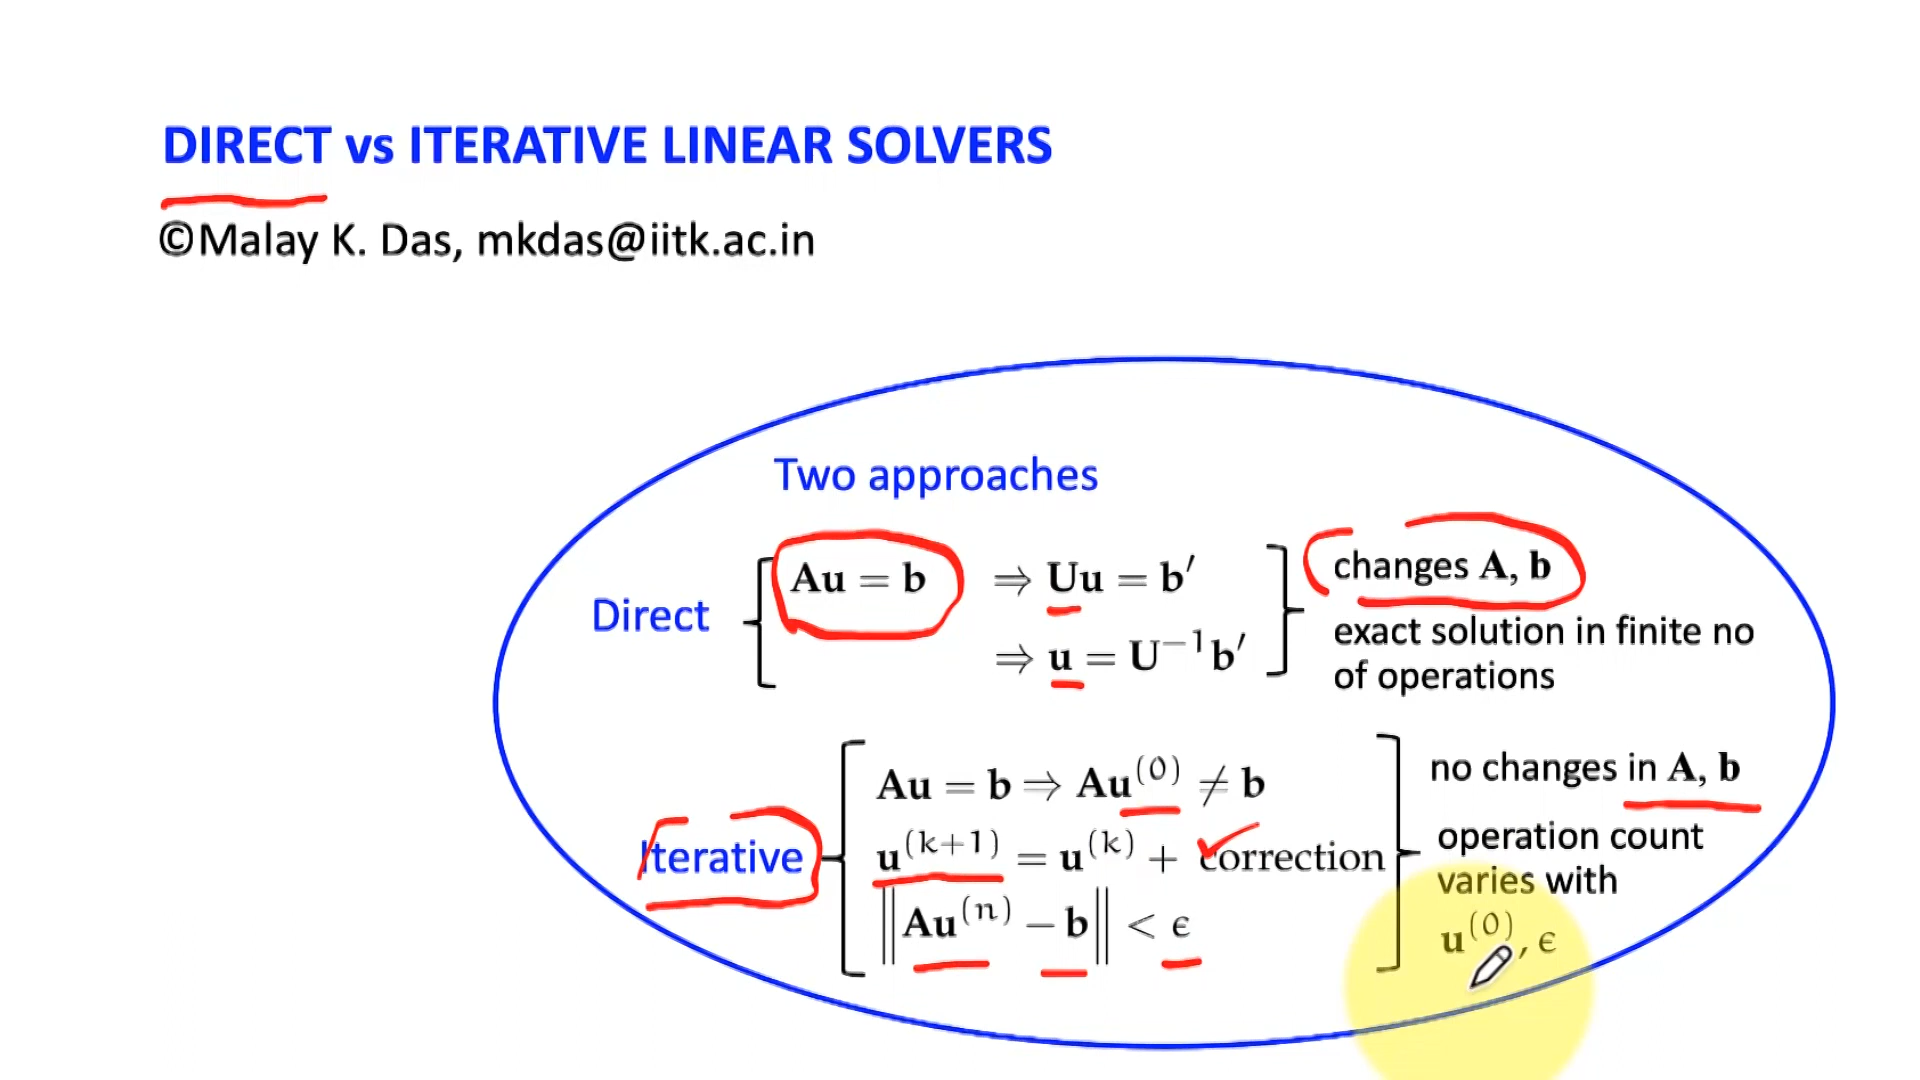 DIRECT vs ITERATIVE LINEAR SOLVERS
©Malay K. Das, mkdas@iitk.ac.in
Two approaches
Direct
Au = b ⇒ Uu = b′
⇒ u = U⁻¹b′
changes A, b
exact solution in finite no
of operations
Iterative
Au = b ⇒ Au⁽⁰⁾ ≠ b
u⁽ᵏ⁺¹⁾ = u⁽ᵏ⁾ + correction
‖Au⁽ⁿ⁾ − b‖ < ϵ
no changes in A, b
operation count
varies with
u⁽⁰⁾, ϵ